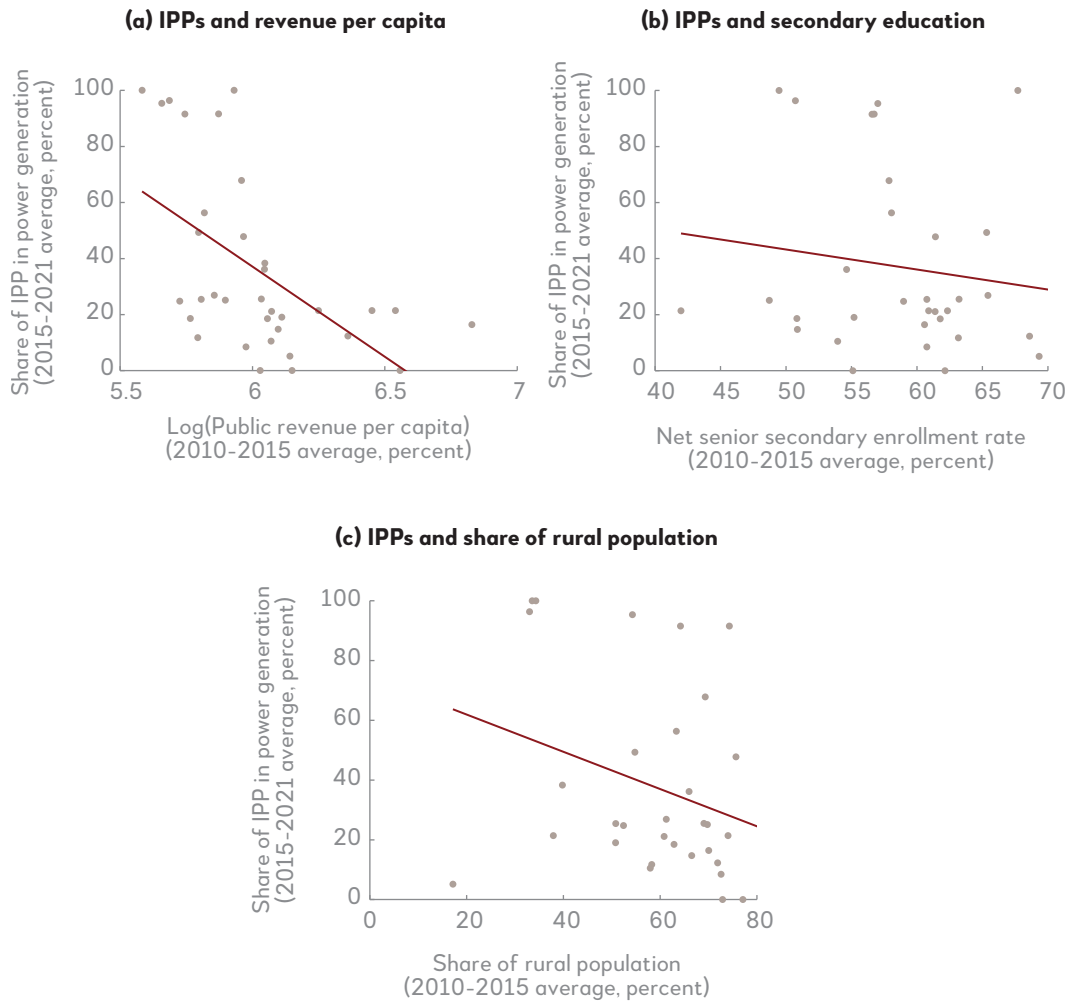 (a) IPPs and revenue per capita
Share of IPP in power generation
(2015-2021 average, percent)
100
80
60
40
20
0
5.5
6
6.5
7
Log(Public revenue per capita)
(2010-2015 average, percent)
(b) IPPs and secondary education
Share of IPP in power generation
(2015-2021 average, percent)
100
80
60
40
20
0
40
45
50
55
60
65
70
Net senior secondary enrollment rate
(2010-2015 average, percent)
(c) IPPs and share of rural population
Share of IPP in power generation
(2015-2021 average, percent)
100
80
60
40
20
0
0
20
40
60
80
Share of rural population
(2010-2015 average, percent)